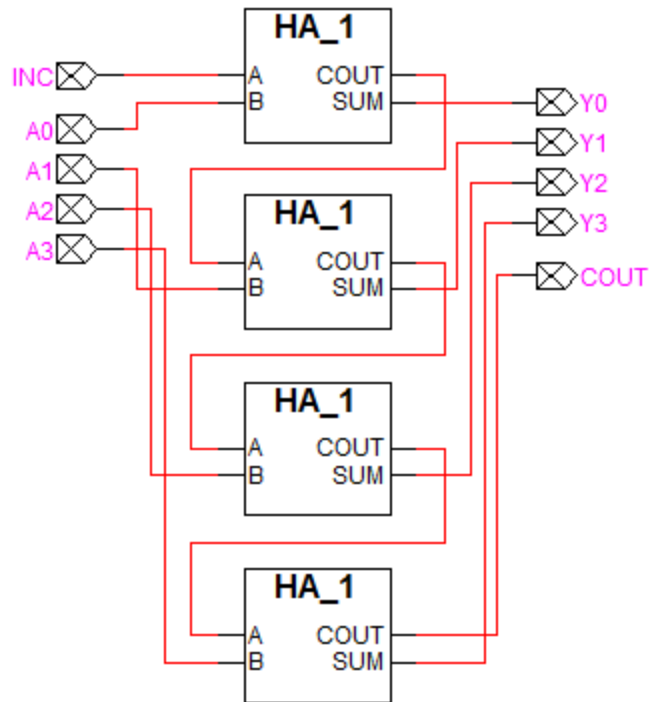 HA_1
INC
A COUT
B SUM
Y0
A0
Y1
A1
Y2
A2
HA_1
Y3
A3
A COUT
COUT
B SUM
HA_1
A COUT
B SUM
HA_1
A COUT
B SUM